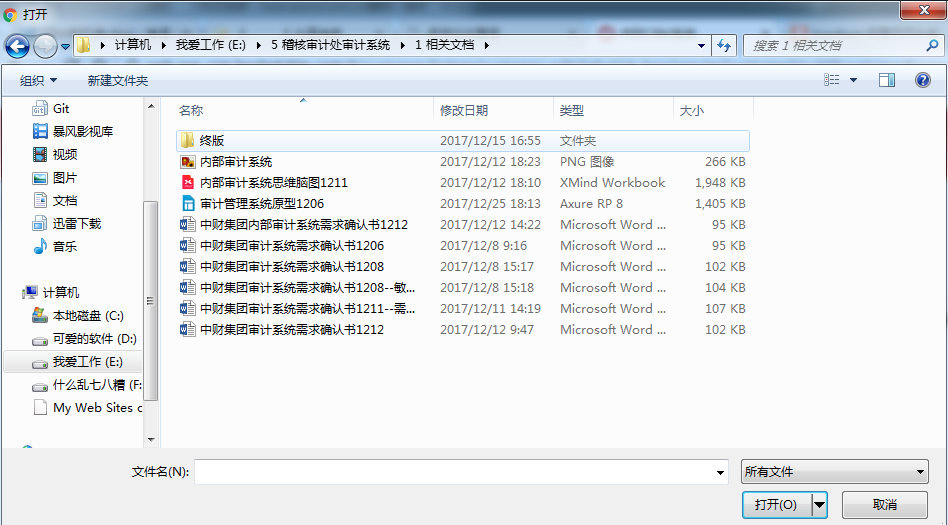 打开
计算机 我爱工作 (E:) 5 稽核审计处审计系统 1 相关文档
搜索 1 相关文档
组织 新建文件夹
名称 修改日期 类型 大小
Git
暴风影视库
视频
图片
文档
迅雷下载
音乐
计算机
本地磁盘 (C:)
可爱的软件 (D:)
我爱工作 (E:)
什么乱七八糟 (F:
My Web Sites c
终版 2017/12/15 16:55 文件夹
内部审计系统 2017/12/12 18:23 PNG 图像 266 KB
内部审计系统思维脑图1211 2017/12/12 18:10 XMind Workbook 1,948 KB
审计管理系统原型1206 2017/12/25 18:13 Axure RP 8 1,405 KB
中财集团内部审计系统需求确认书1212 2017/12/12 14:22 Microsoft Word ... 95 KB
中财集团审计系统需求确认书1206 2017/12/8 9:16 Microsoft Word ... 95 KB
中财集团审计系统需求确认书1208 2017/12/8 15:17 Microsoft Word ... 102 KB
中财集团审计系统需求确认书1208--敏... 2017/12/8 15:18 Microsoft Word ... 104 KB
中财集团审计系统需求确认书1211--需... 2017/12/11 14:19 Microsoft Word ... 107 KB
中财集团审计系统需求确认书1212 2017/12/12 9:47 Microsoft Word ... 102 KB
文件名(N): 所有文件
打开(O) 取消